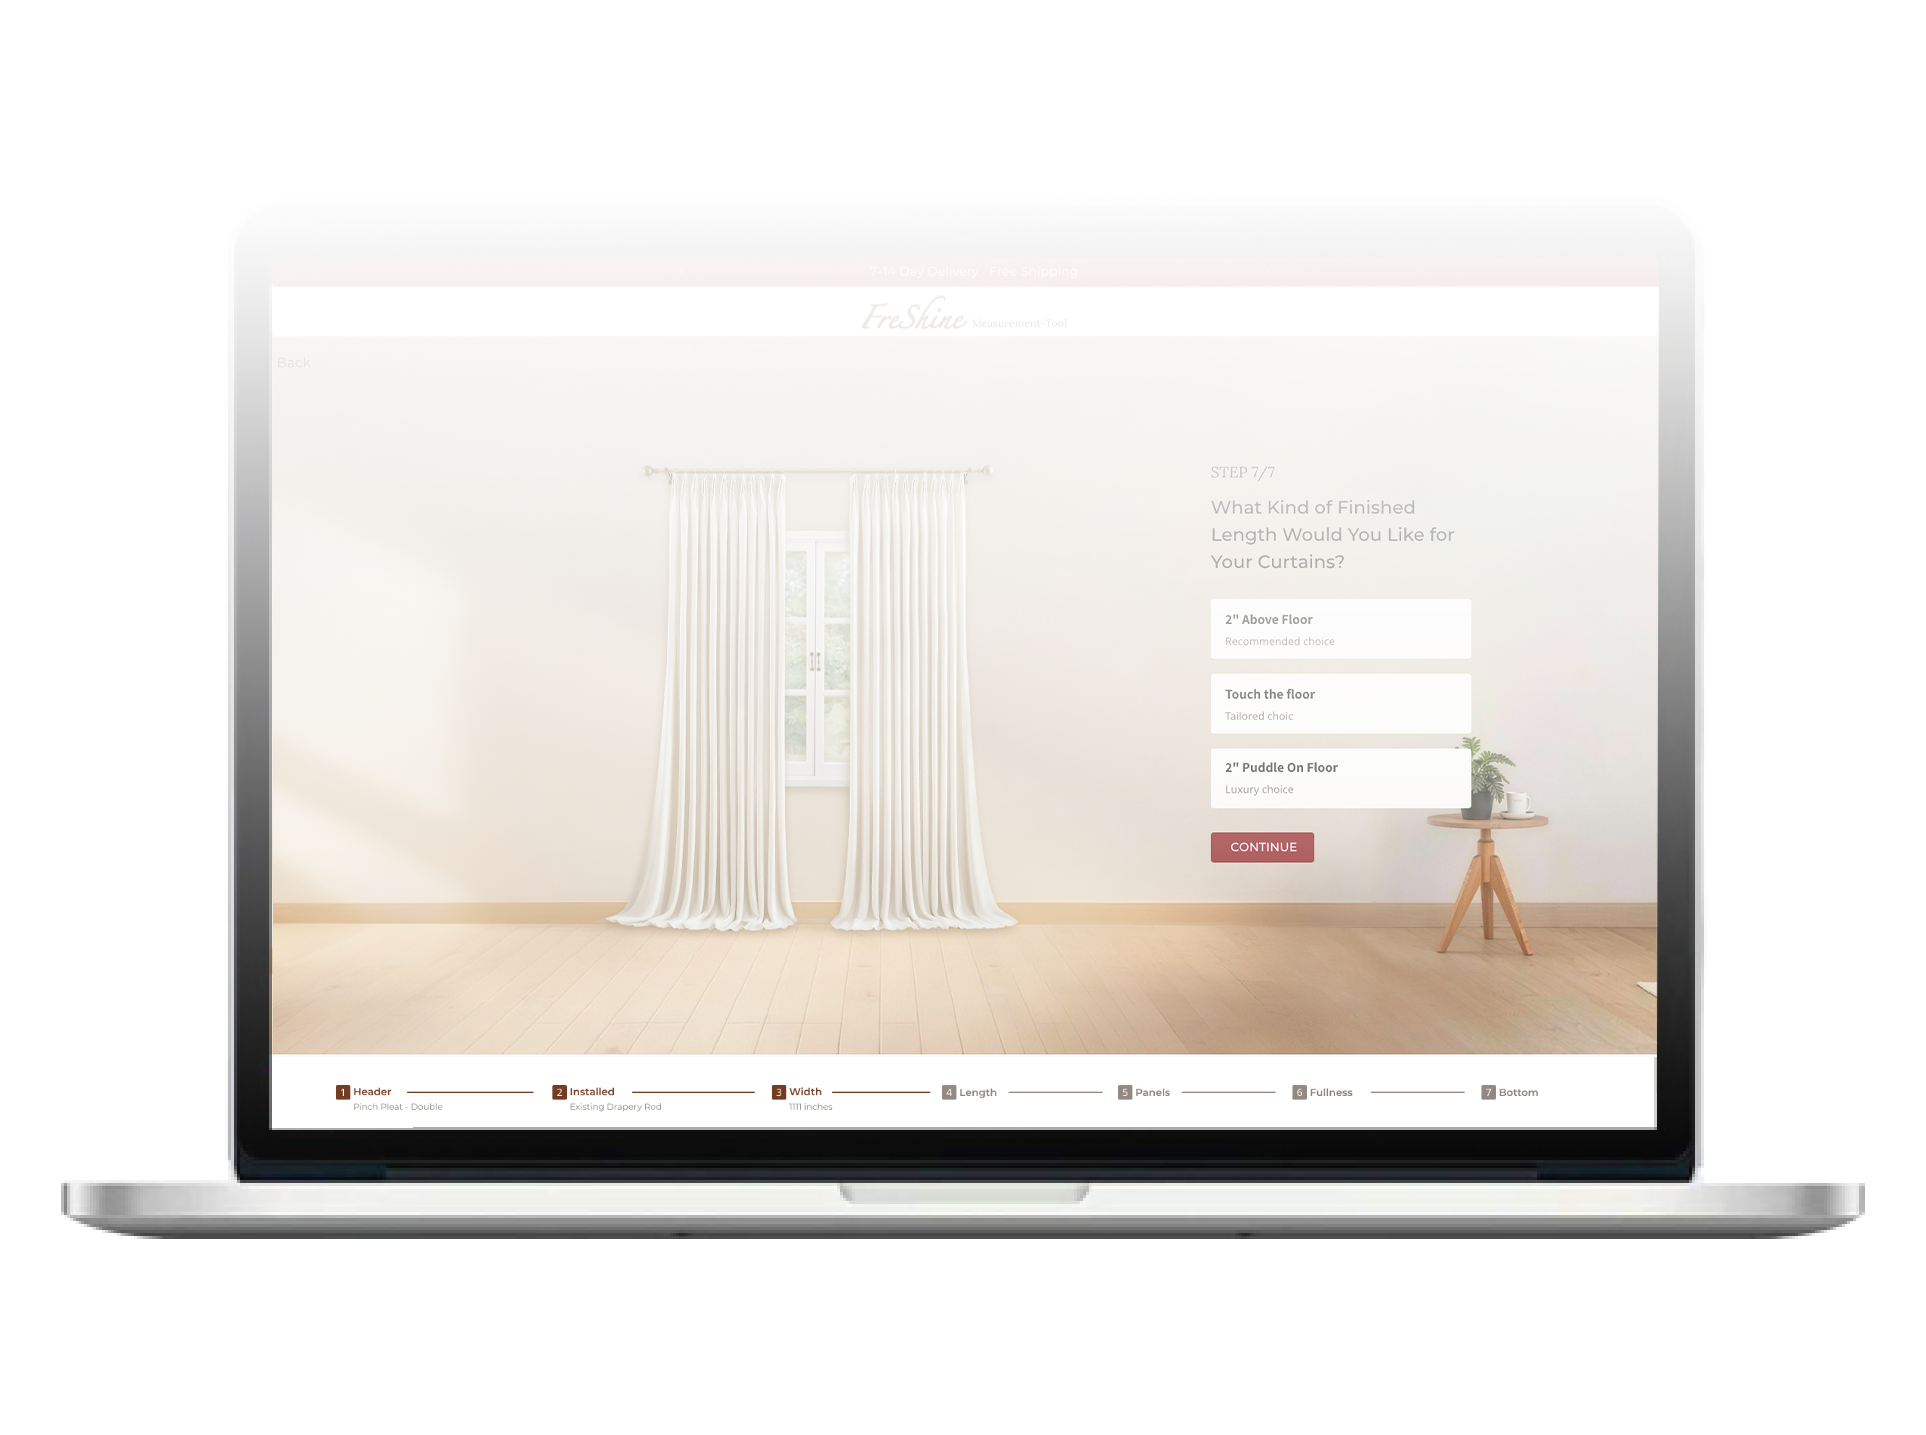 7-14 Day Delivery · Free Shipping
FreShine Measurement-Tool
Back
STEP 7/7
What Kind of Finished
Length Would You Like for
Your Curtains?
2" Above Floor
Recommended choice
Touch the floor
Tailored choic
2" Puddle On Floor
Luxury choice
CONTINUE
1 Header
Pinch Pleat - Double
2 Installed
Existing Drapery Rod
3 Width
1111 inches
4 Length
5 Panels
6 Fullness
7 Bottom